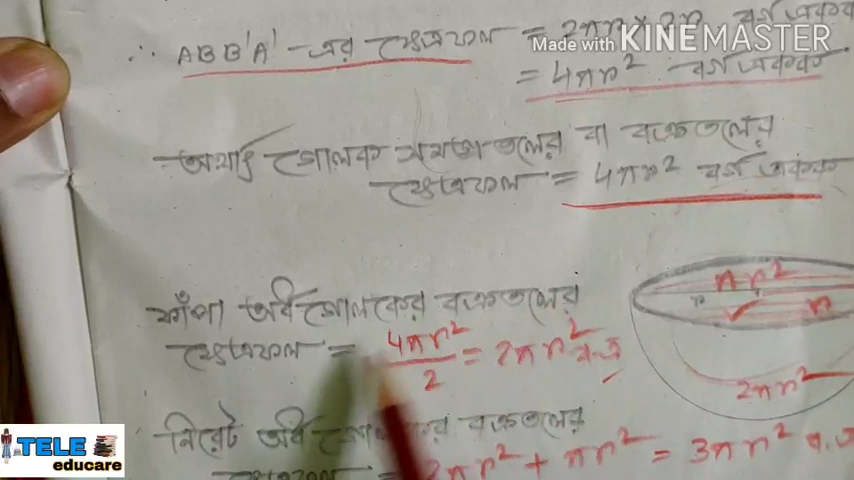 ∴ ABB'A' -এর ক্ষেত্রফল = 2πr × 2r বর্গ একক
= 4πr² বর্গ একক
Made with KINEMASTER
অর্থাৎ গোলক সমগ্রতলের বা বক্রতলের
ক্ষেত্রফল = 4πr² বর্গ একক
ফাঁপা অর্ধগোলকের বক্রতলের
ক্ষেত্রফল = 4πr²/2 = 2πr² ব.এ
πr²
r r
2πr²
নিরেট অর্ধগোলকের বক্রতলের
ক্ষেত্রফল = 2πr² + πr² = 3πr² ব.এ
TELE
educare